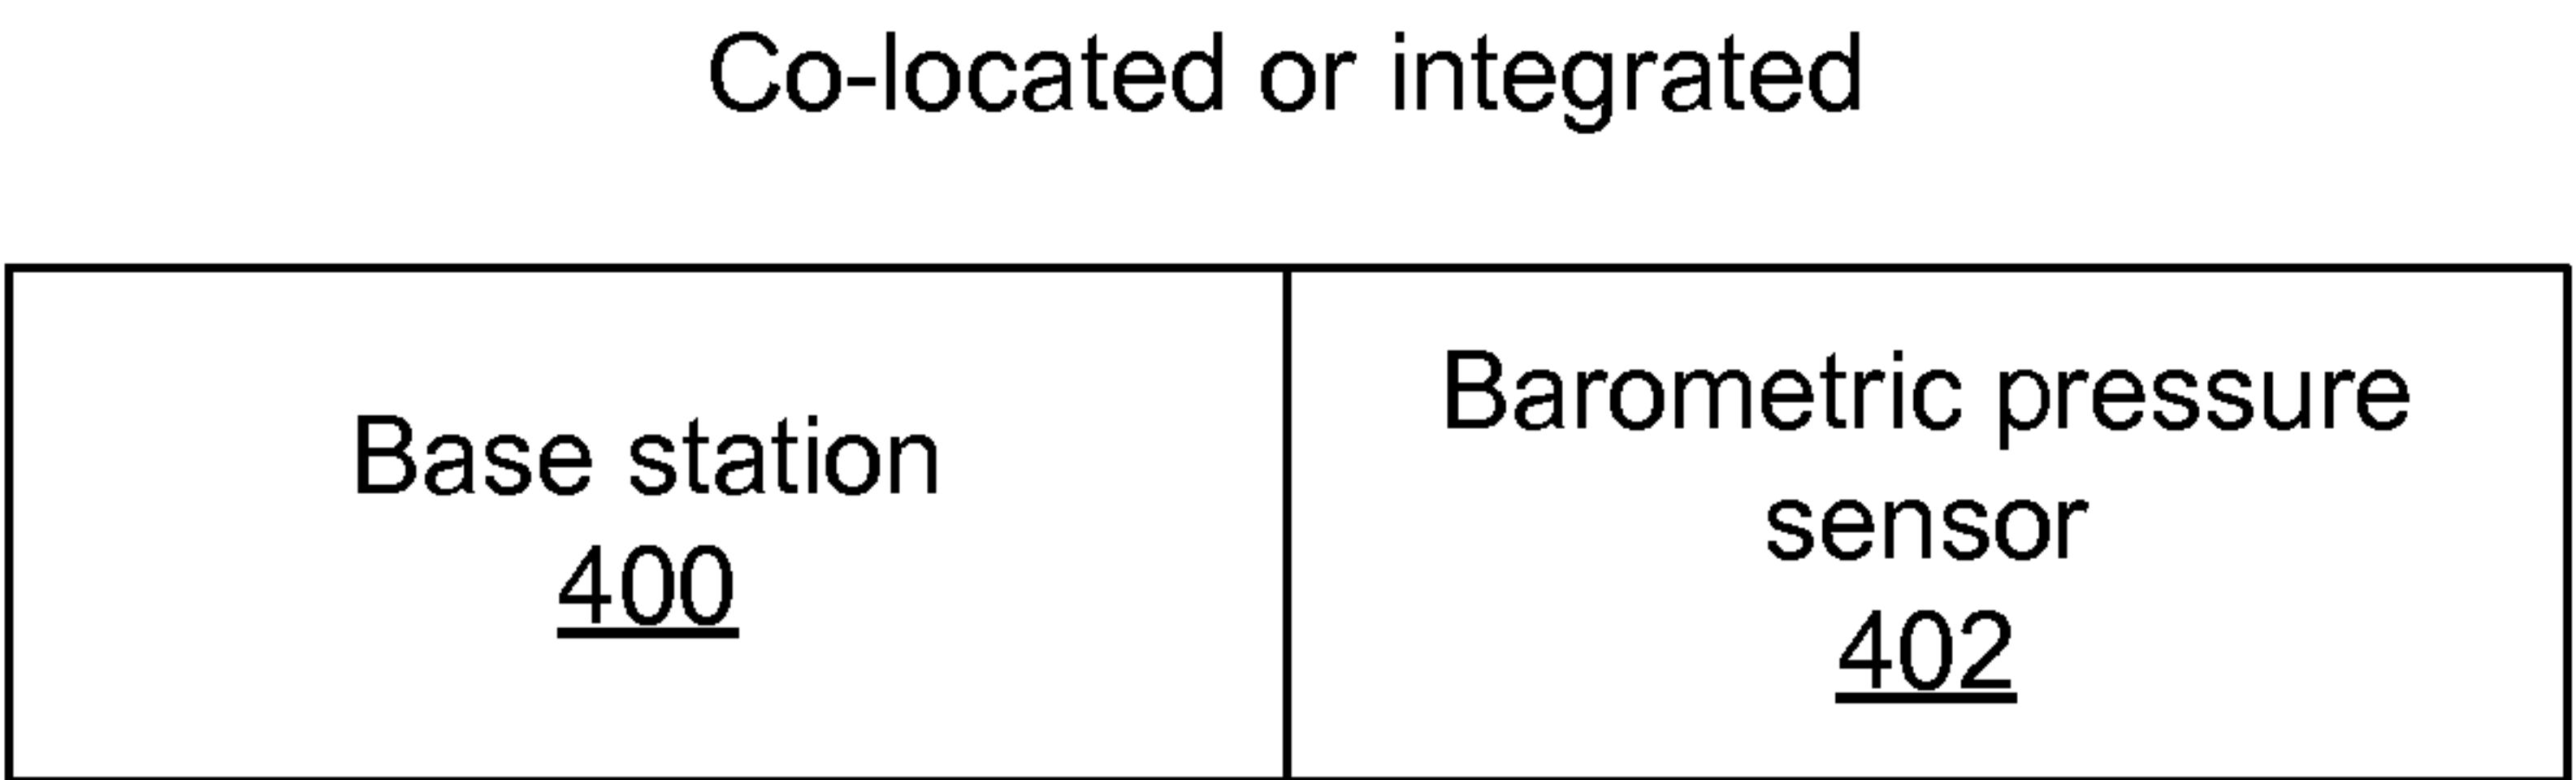 Co-located or integrated
Base station
400
Barometric pressure
sensor
402